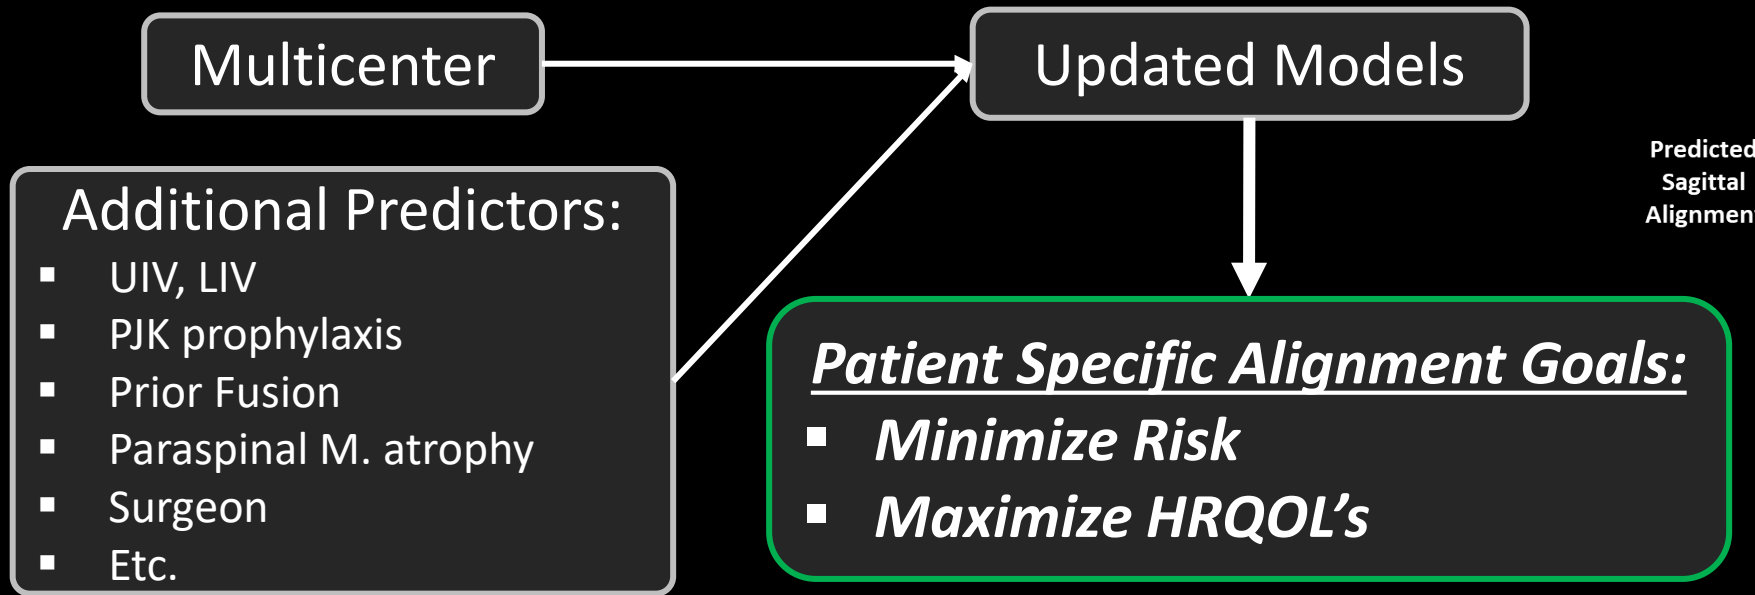 Multicenter
Updated Models
Predicted
Sagittal
Alignment
Additional Predictors:
▪ UIV, LIV
▪ PJK prophylaxis
▪ Prior Fusion
▪ Paraspinal M. atrophy
▪ Surgeon
▪ Etc.
Patient Specific Alignment Goals:
▪ Minimize Risk
▪ Maximize HRQOL's